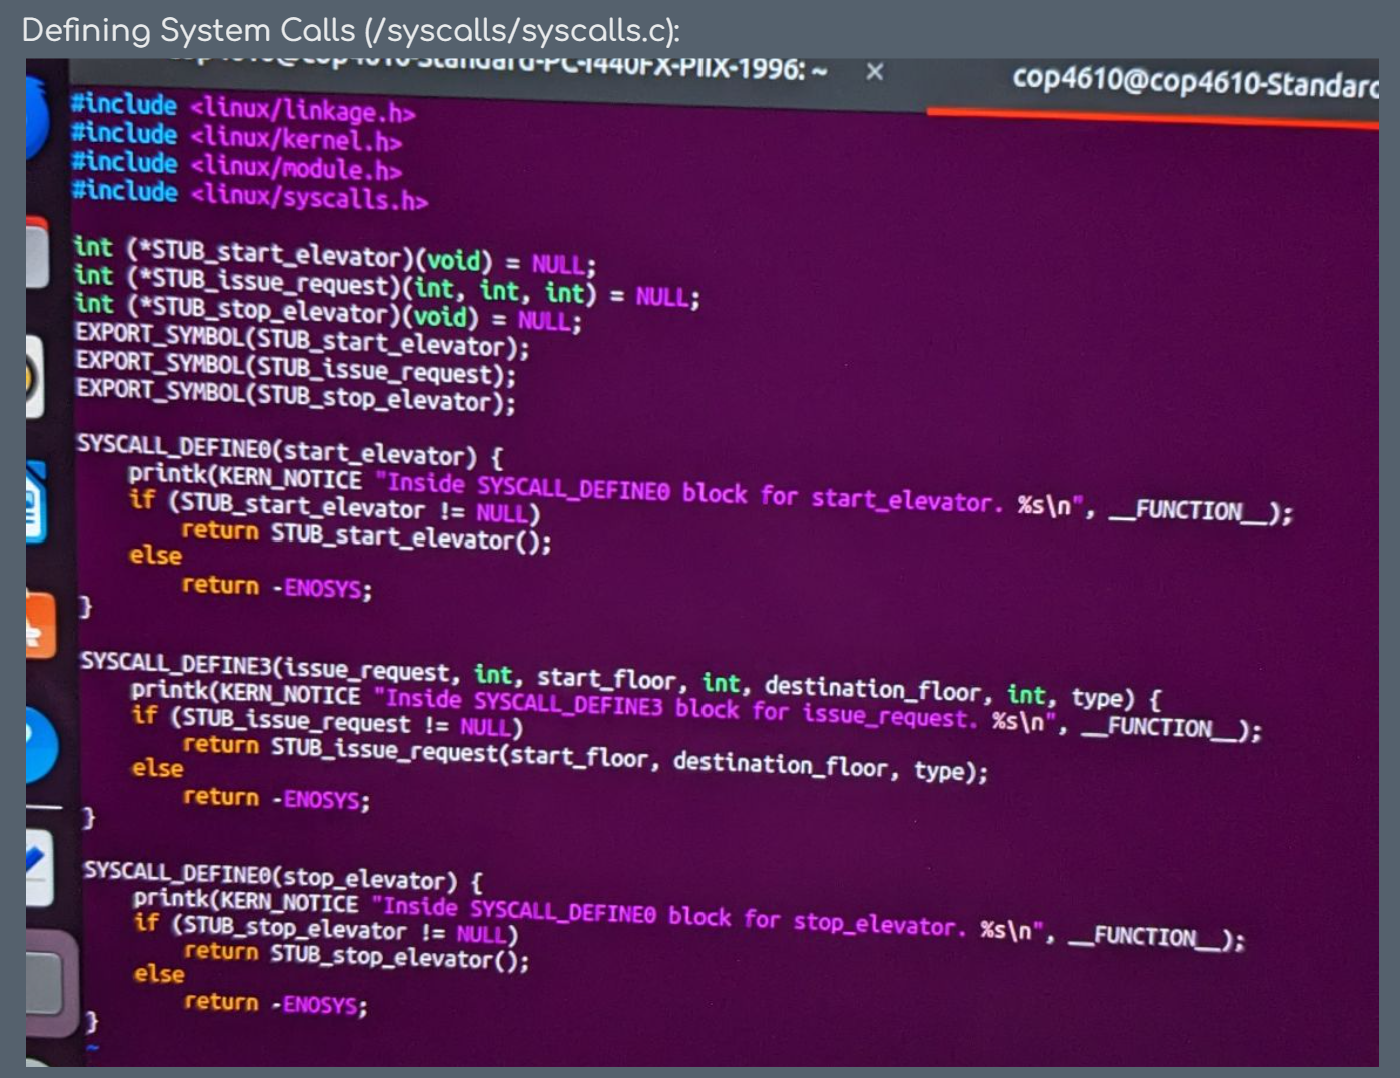 Defining System Calls (/syscalls/syscalls.c):
cop4610@cop4610-Standard-PC-i440FX-PIIX-1996: ~ ×
cop4610@cop4610-Standard
#include <linux/linkage.h>
#include <linux/kernel.h>
#include <linux/module.h>
#include <linux/syscalls.h>
int (*STUB_start_elevator)(void) = NULL;
int (*STUB_issue_request)(int, int, int) = NULL;
int (*STUB_stop_elevator)(void) = NULL;
EXPORT_SYMBOL(STUB_start_elevator);
EXPORT_SYMBOL(STUB_issue_request);
EXPORT_SYMBOL(STUB_stop_elevator);
SYSCALL_DEFINE0(start_elevator) {
    printk(KERN_NOTICE "Inside SYSCALL_DEFINE0 block for start_elevator. %s\n", __FUNCTION__);
    if (STUB_start_elevator != NULL)
        return STUB_start_elevator();
    else
        return -ENOSYS;
}
SYSCALL_DEFINE3(issue_request, int, start_floor, int, destination_floor, int, type) {
    printk(KERN_NOTICE "Inside SYSCALL_DEFINE3 block for issue_request. %s\n", __FUNCTION__);
    if (STUB_issue_request != NULL)
        return STUB_issue_request(start_floor, destination_floor, type);
    else
        return -ENOSYS;
}
SYSCALL_DEFINE0(stop_elevator) {
    printk(KERN_NOTICE "Inside SYSCALL_DEFINE0 block for stop_elevator. %s\n", __FUNCTION__);
    if (STUB_stop_elevator != NULL)
        return STUB_stop_elevator();
    else
        return -ENOSYS;
}
~